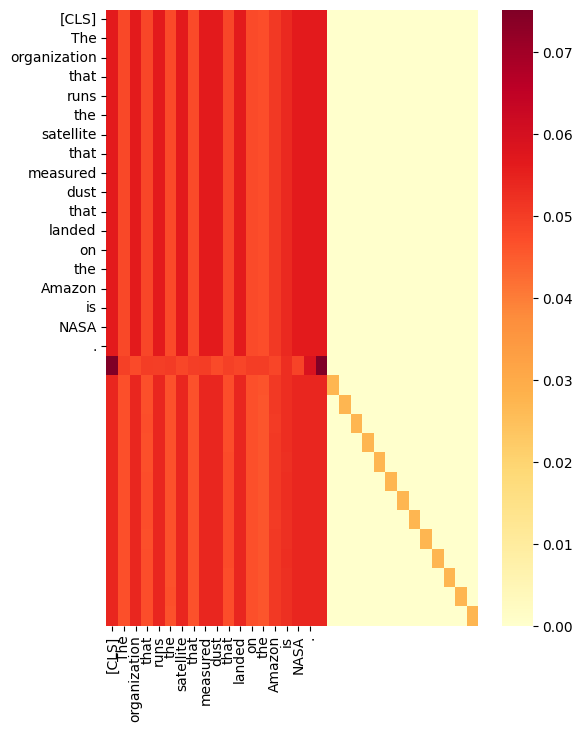 [CLS]
The
organization
that
runs
the
satellite
that
measured
dust
that
landed
on
the
Amazon
is
NASA
.
0.07
0.06
0.05
0.04
0.03
0.02
0.01
0.00
[CLS]
The
organization
that
runs
the
satellite
that
measured
dust
that
landed
on
the
Amazon
is
NASA
.